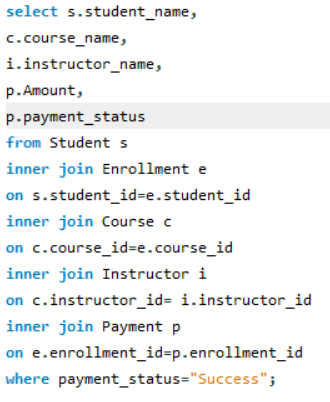 select s.student_name,
c.course_name,
i.instructor_name,
p.Amount,
p.payment_status
from Student s
inner join Enrollment e
on s.student_id=e.student_id
inner join Course c
on c.course_id=e.course_id
inner join Instructor i
on c.instructor_id= i.instructor_id
inner join Payment p
on e.enrollment_id=p.enrollment_id
where payment_status="Success";